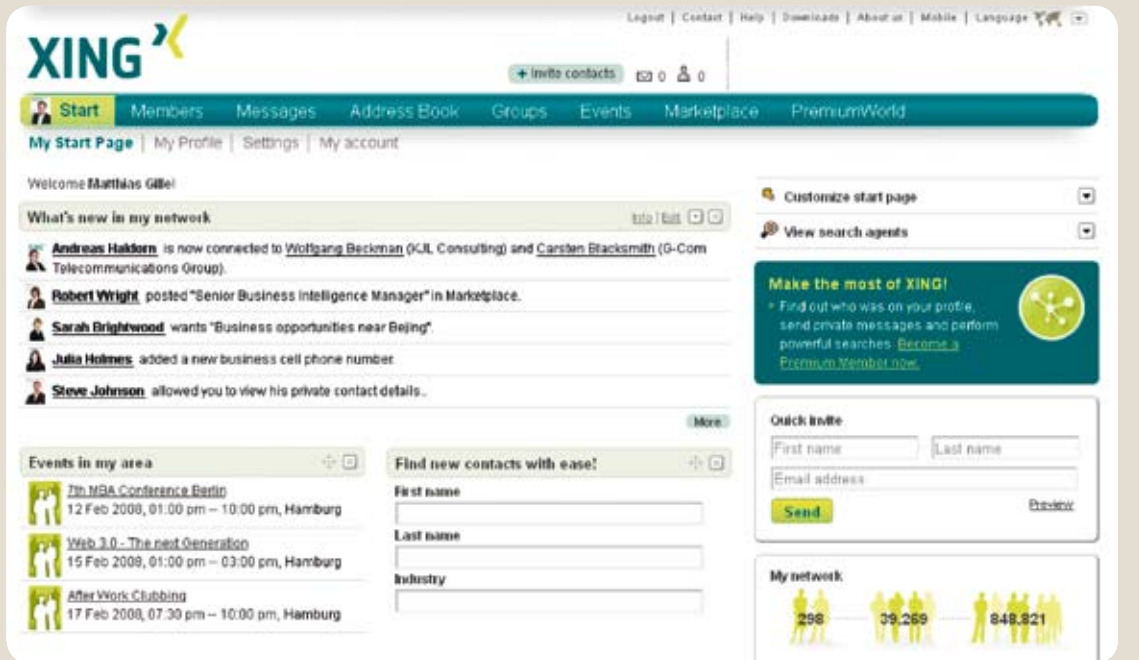 Logout | Contact | Help | Downloads | About us | Mobile | Language
XING
+ Invite contacts 0 0
Start Members Messages Address Book Groups Events Marketplace PremiumWorld
My Start Page | My Profile | Settings | My account
Welcome Matthias Gille!
What's new in my network Info | Edit
Andreas Haldorn is now connected to Wolfgang Beckman (KJL Consulting) and Carsten Blacksmith (G-Com
Telecommunications Group).
Robert Wright posted "Senior Business Intelligence Manager" in Marketplace.
Sarah Brightwood wants "Business opportunities near Bejing".
Julia Holmes added a new business cell phone number.
Steve Johnson allowed you to view his private contact details..
More
Events in my area
7th MBA Conference Berlin
12 Feb 2008, 01:00 pm – 10:00 pm, Hamburg
Web 3.0 - The next Generation
15 Feb 2008, 01:00 pm – 03:00 pm, Hamburg
After Work Clubbing
17 Feb 2008, 07:30 pm – 10:00 pm, Hamburg
Find new contacts with ease!
First name
Last name
Industry
Customize start page
View search agents
Make the most of XING!
Find out who was on your profile,
send private messages and perform
powerful searches. Become a
Premium Member now.
Quick invite
First name Last name
Email address
Send Preview
My network
298 39,269 848,821